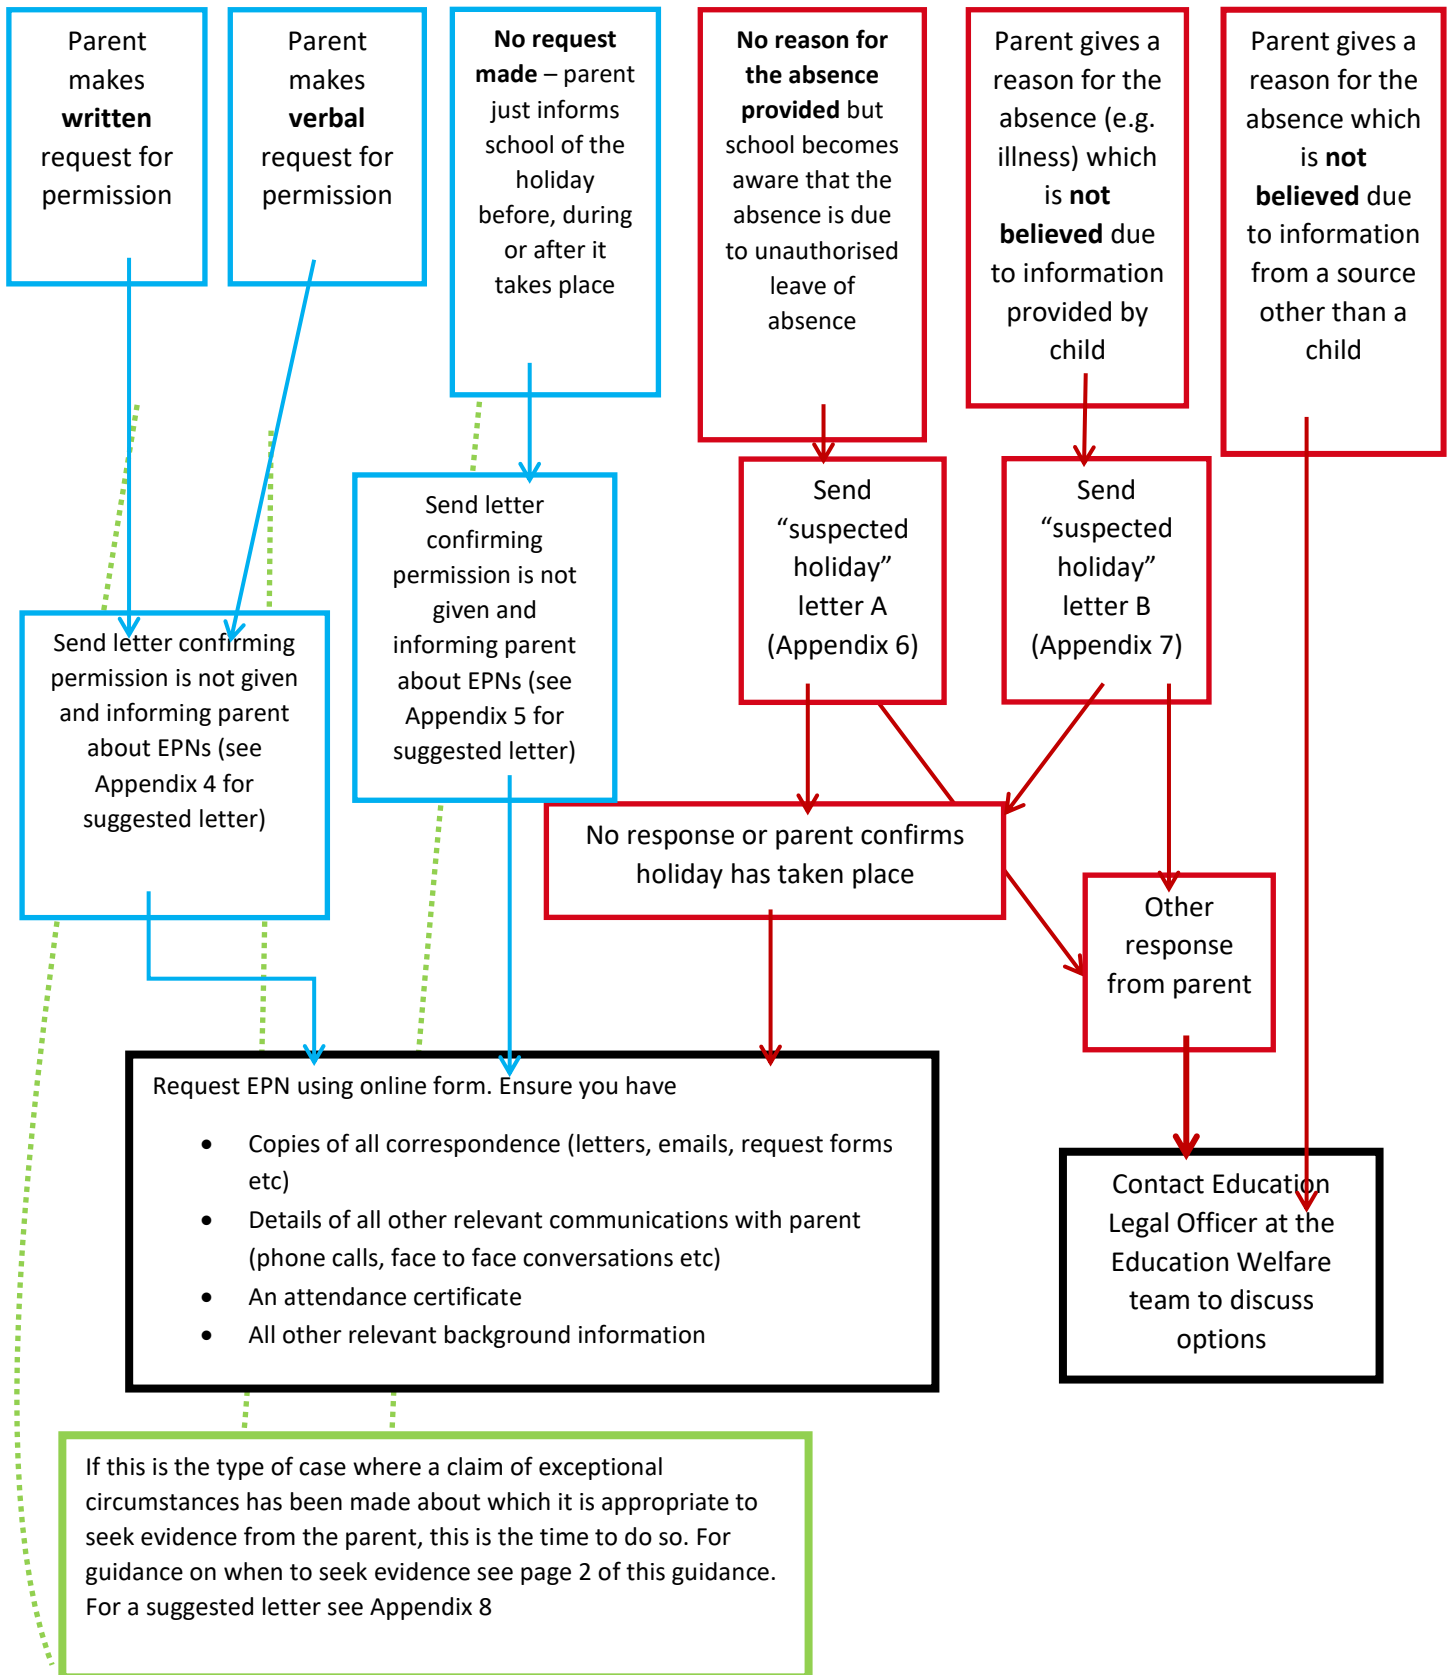 Parent
makes
written
request for
permission
Parent
makes
verbal
request for
permission
No request
made – parent
just informs
school of the
holiday
before, during
or after it
takes place
No reason for
the absence
provided but
school becomes
aware that the
absence is due
to unauthorised
leave of
absence
Parent gives a
reason for the
absence (e.g.
illness) which
is not
believed due
to information
provided by
child
Parent gives a
reason for the
absence which
is not
believed due
to information
from a source
other than a
child
Send letter confirming
permission is not given
and informing parent
about EPNs (see
Appendix 4 for
suggested letter)
Send letter
confirming
permission is not
given and
informing parent
about EPNs (see
Appendix 5 for
suggested letter)
Send
“suspected
holiday”
letter A
(Appendix 6)
Send
“suspected
holiday”
letter B
(Appendix 7)
No response or parent confirms
holiday has taken place
Other
response
from parent
Request EPN using online form. Ensure you have
• Copies of all correspondence (letters, emails, request forms
etc)
• Details of all other relevant communications with parent
(phone calls, face to face conversations etc)
• An attendance certificate
• All other relevant background information
Contact Education
Legal Officer at the
Education Welfare
team to discuss
options
If this is the type of case where a claim of exceptional
circumstances has been made about which it is appropriate to
seek evidence from the parent, this is the time to do so. For
guidance on when to seek evidence see page 2 of this guidance.
For a suggested letter see Appendix 8